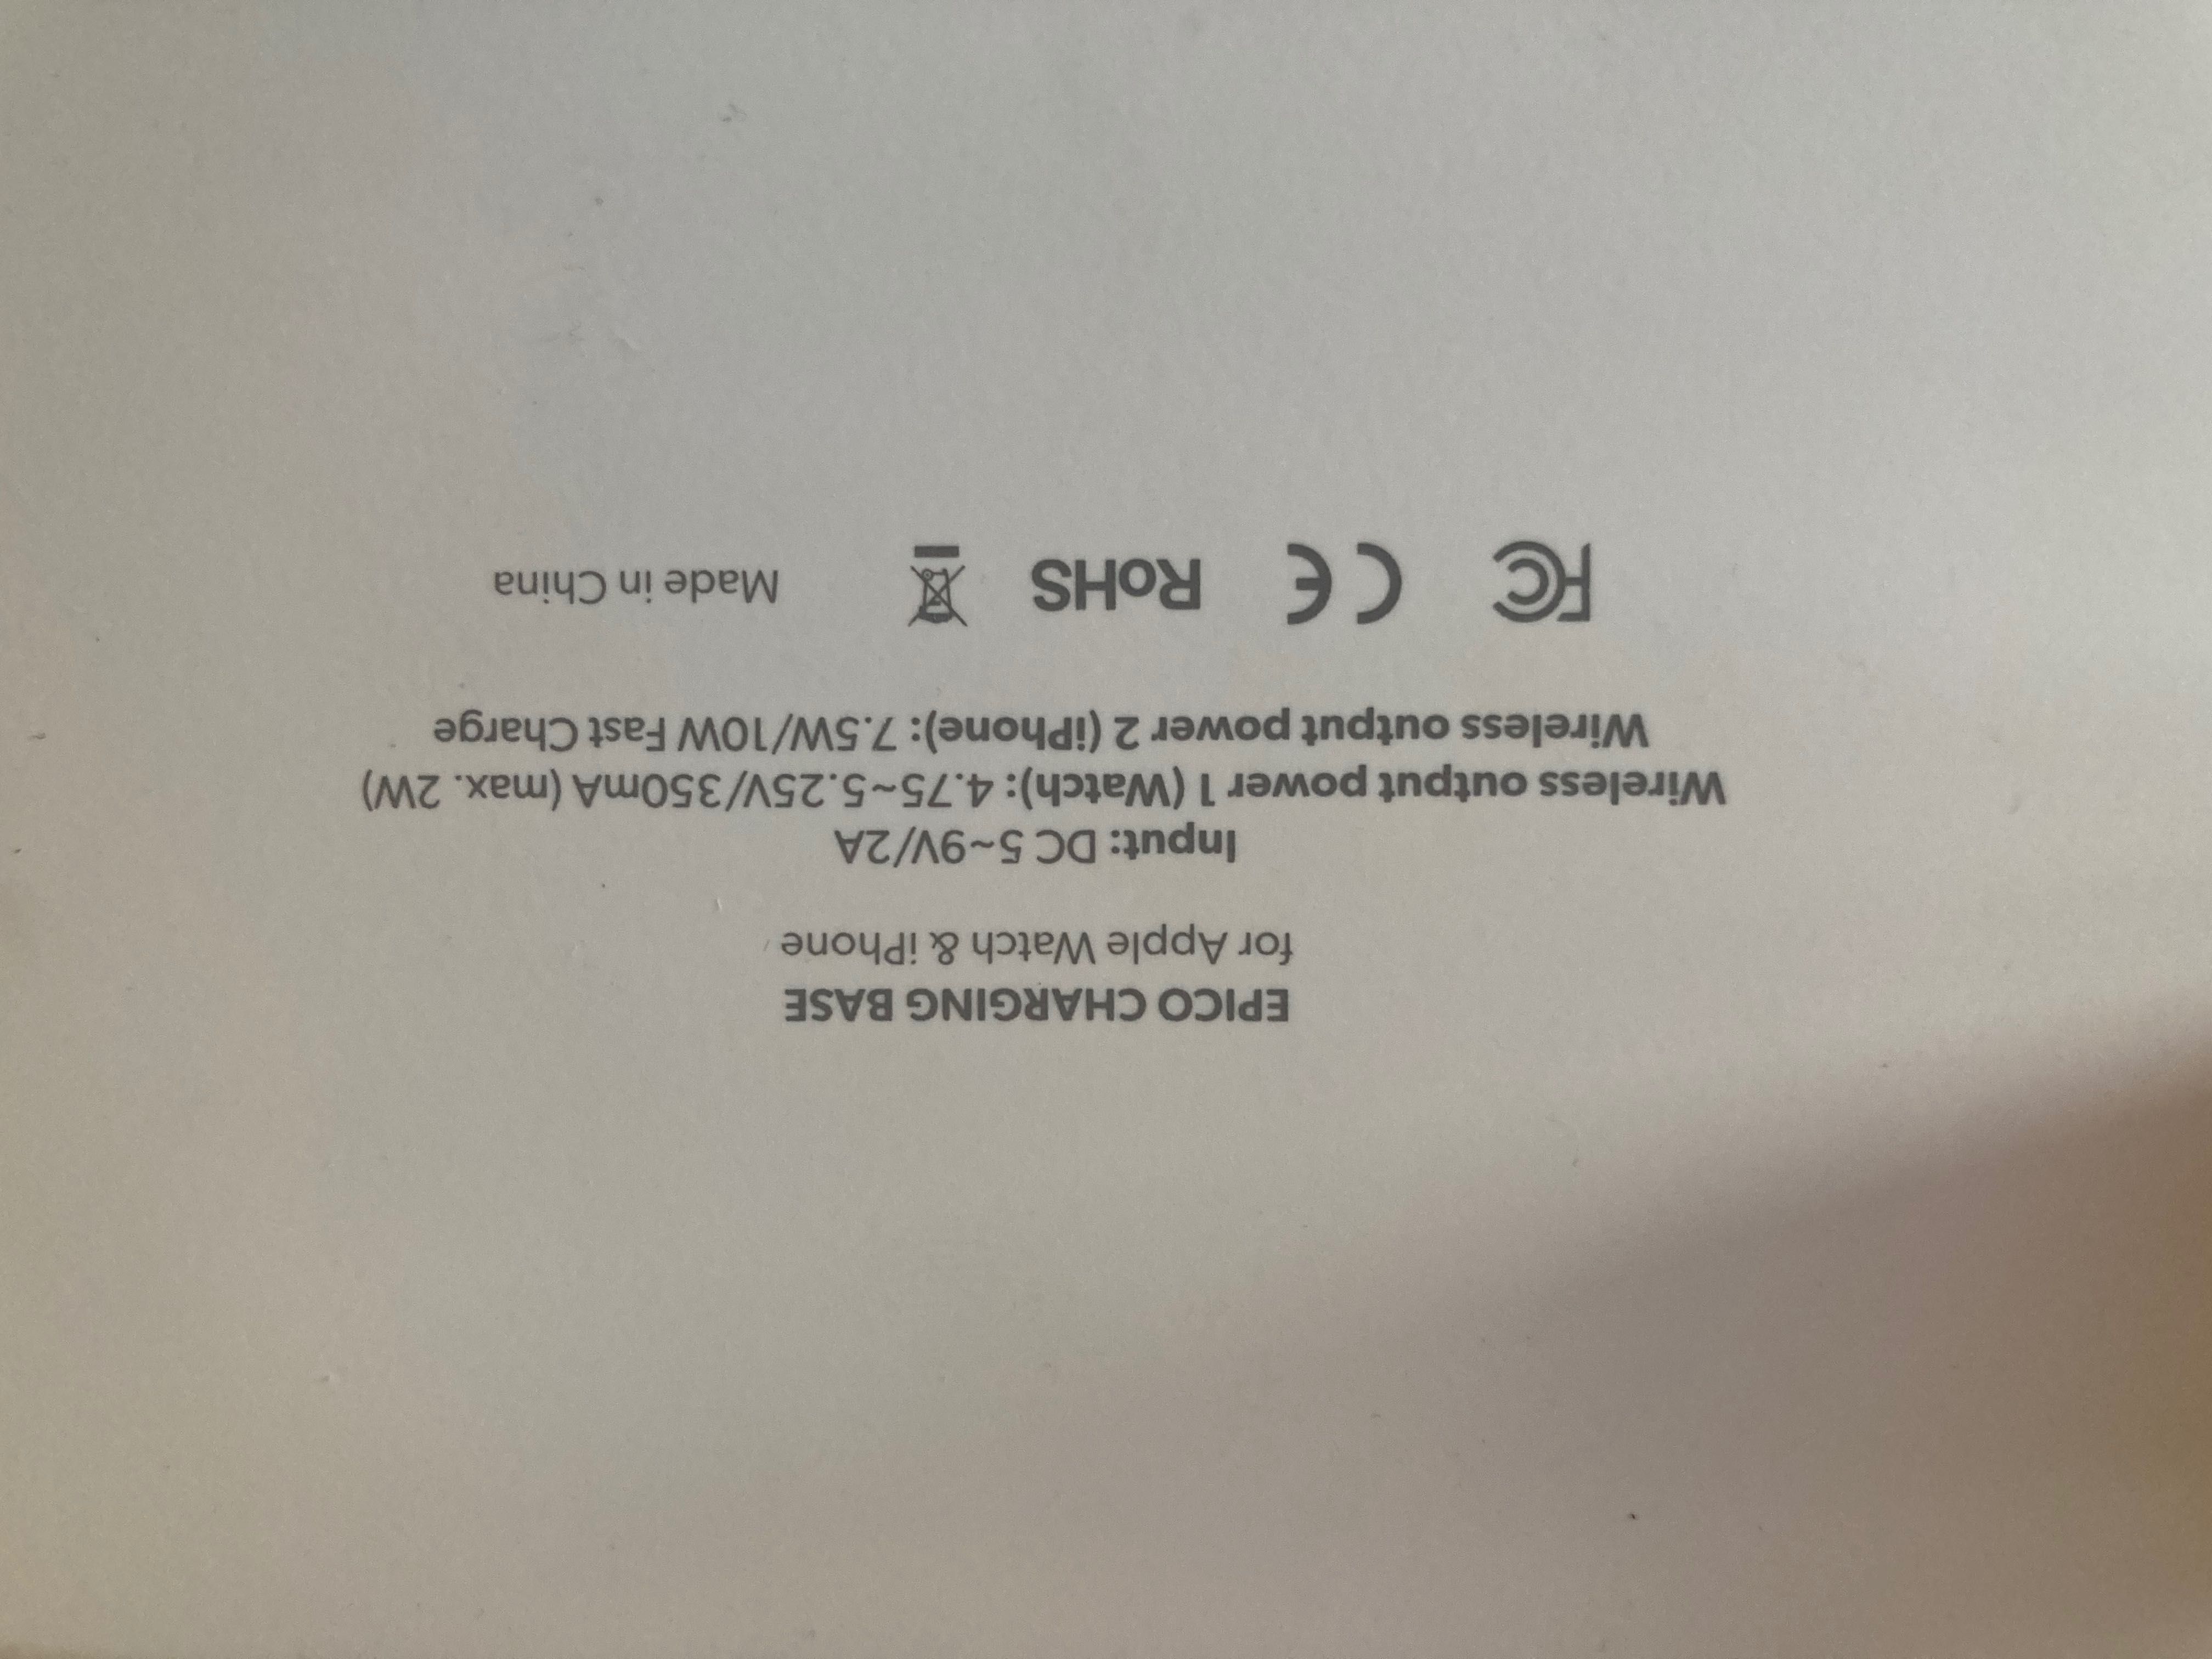 EPICO CHARGING BASE
for Apple Watch & iPhone
Input: DC 5~9V/2A
Wireless output power 1 (Watch): 4.75~5.25V/350mA (max. 2W)
Wireless output power 2 (iPhone): 7.5W/10W Fast Charge
FC CE RoHS Made in China